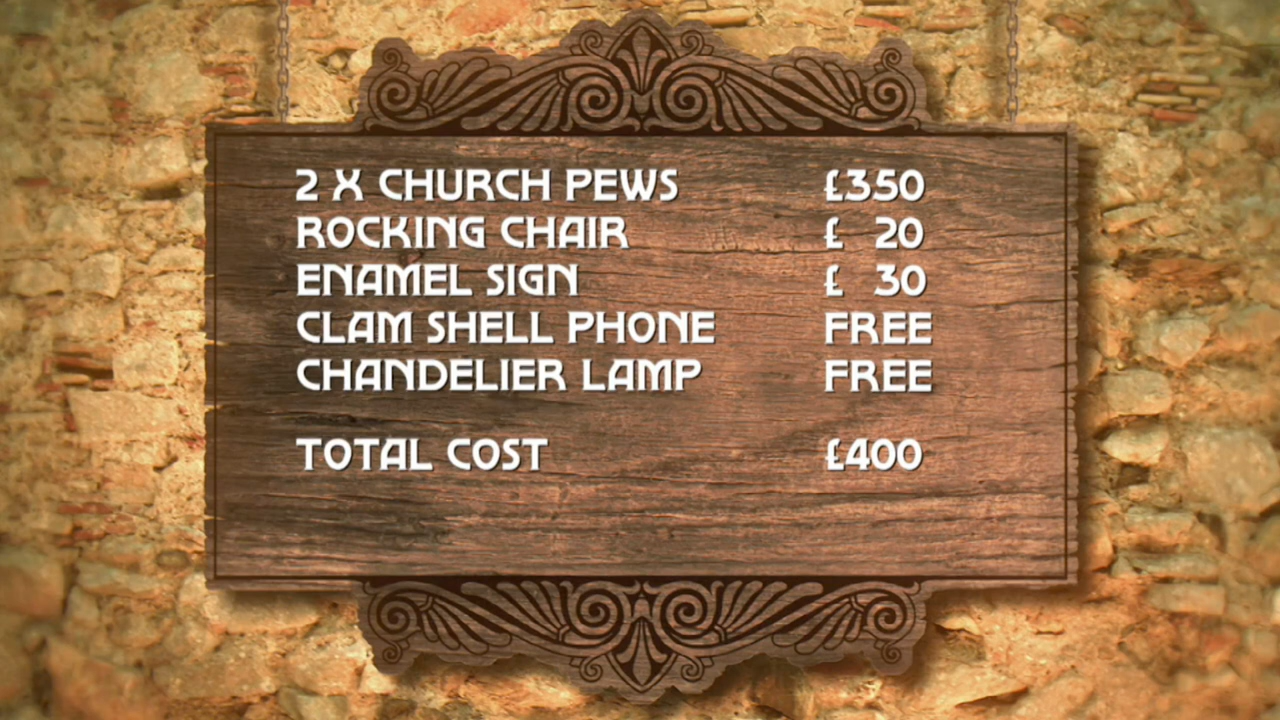 2 X CHURCH PEWS £350
ROCKING CHAIR £ 20
ENAMEL SIGN £ 30
CLAM SHELL PHONE FREE
CHANDELIER LAMP FREE
TOTAL COST £400